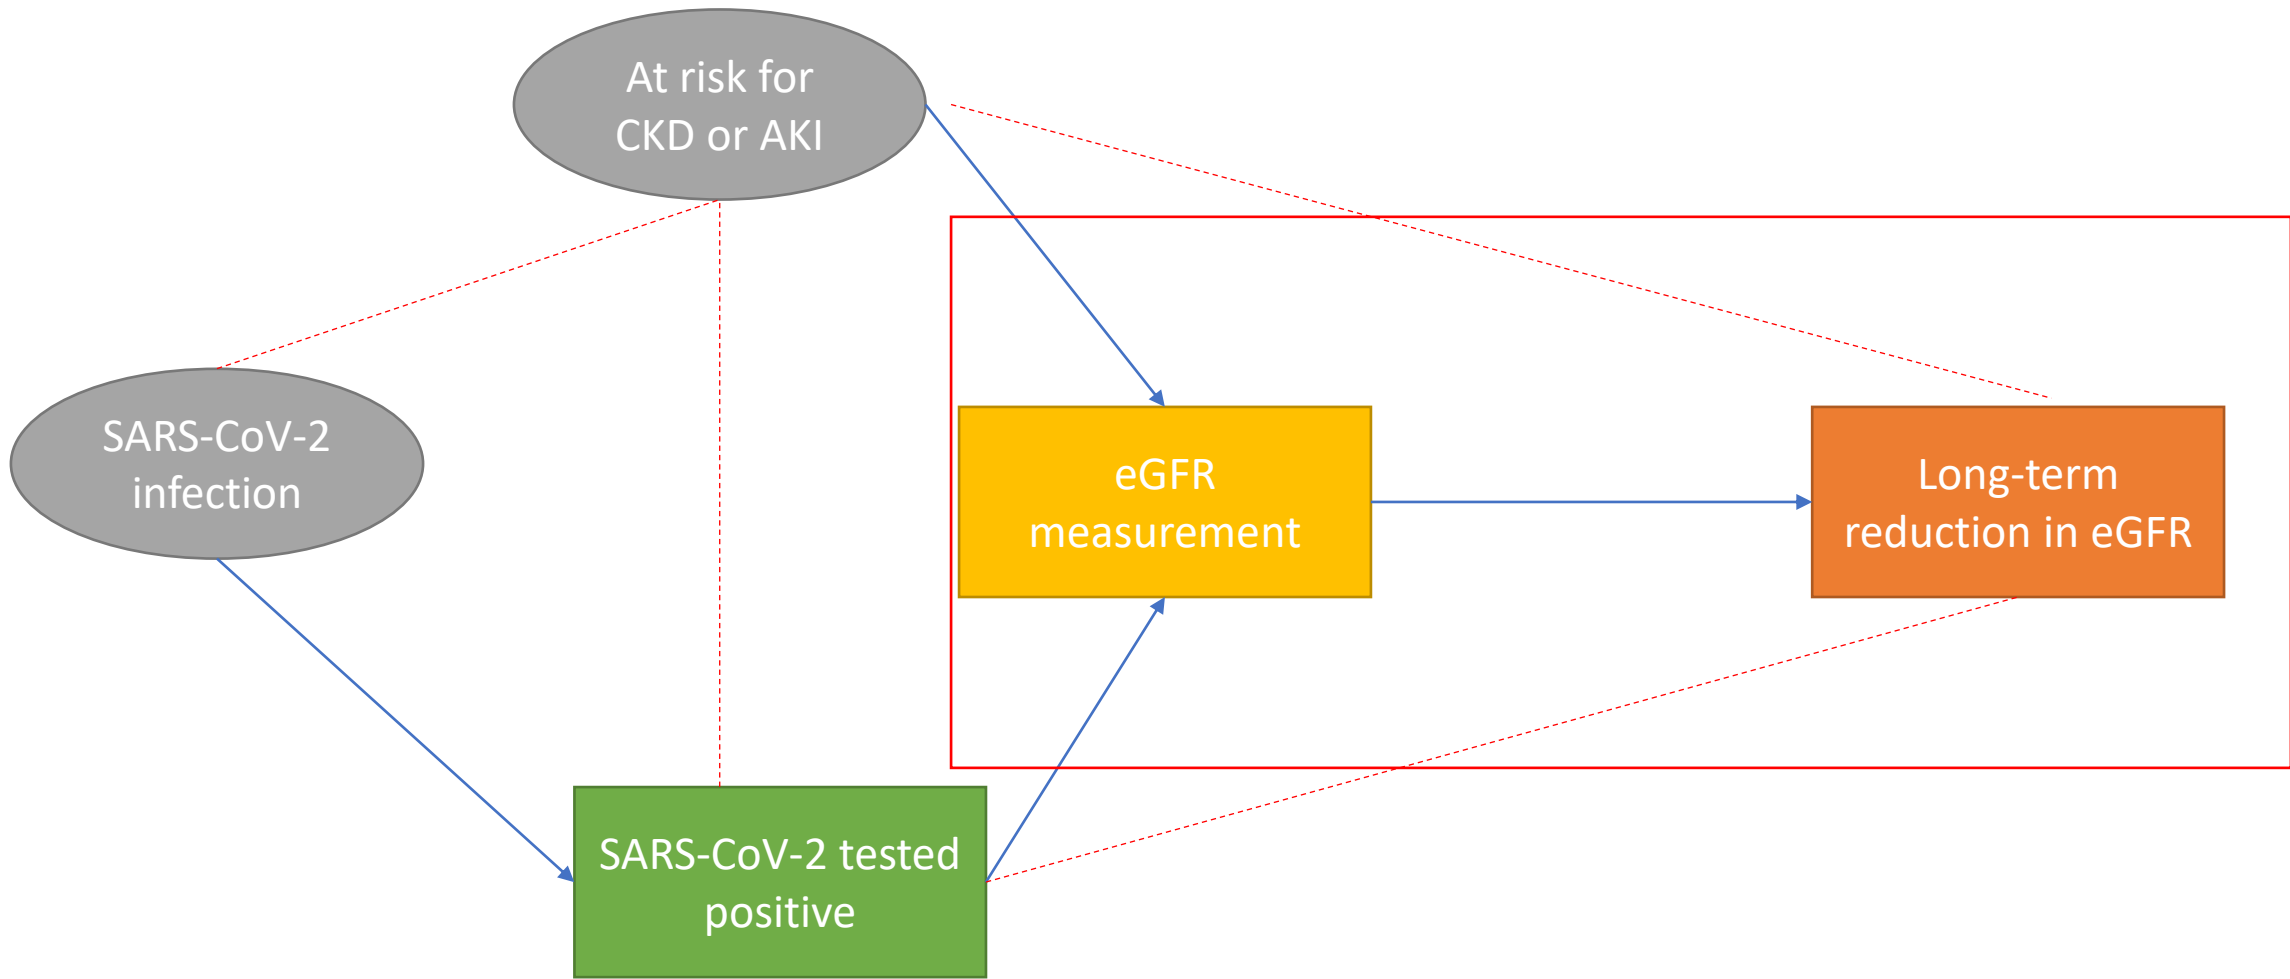 At risk for
CKD or AKI
SARS-CoV-2
infection
eGFR
measurement
Long-term
reduction in eGFR
SARS-CoV-2 tested
positive